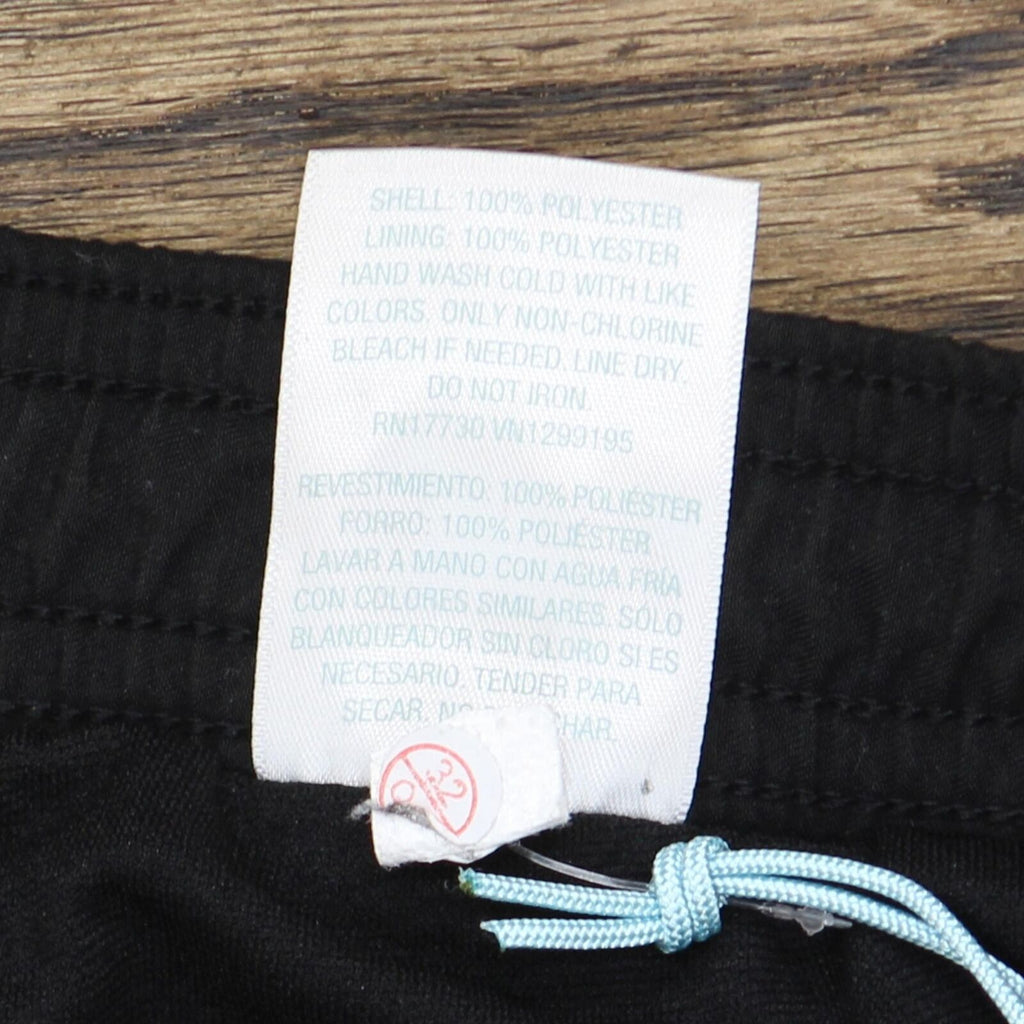 SHELL: 100% POLYESTER
LINING: 100% POLYESTER
HAND WASH COLD WITH LIKE
COLORS. ONLY NON-CHLORINE
BLEACH IF NEEDED. LINE DRY.
DO NOT IRON.
RN17730 VN1299195
REVESTIMIENTO: 100% POLIÉSTER
FORRO: 100% POLIÉSTER
LAVAR A MANO CON AGUA FRÍA
CON COLORES SIMILARES. SÓLO
BLANQUEADOR SIN CLORO SI ES
NECESARIO. TENDER PARA
SECAR.
32